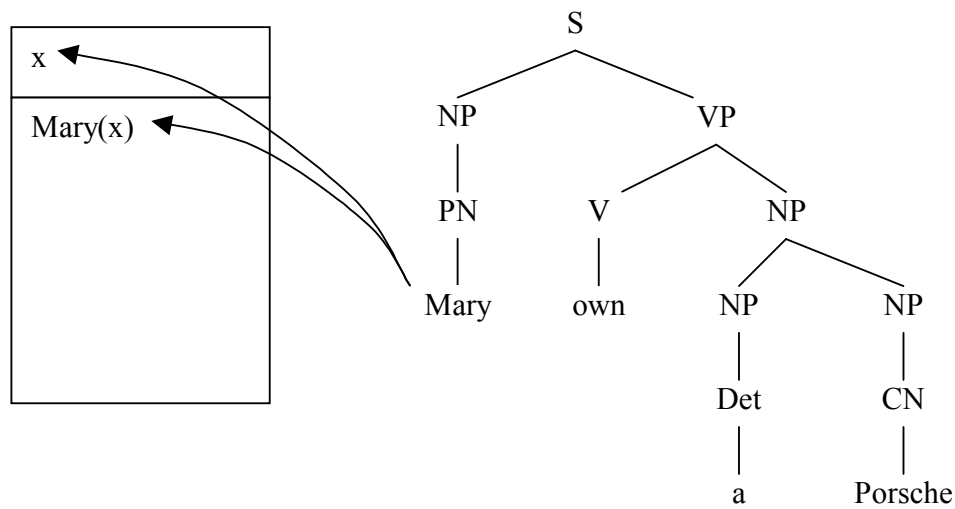 x
Mary(x)
S
NP VP
PN V NP
Mary own NP NP
Det CN
a Porsche